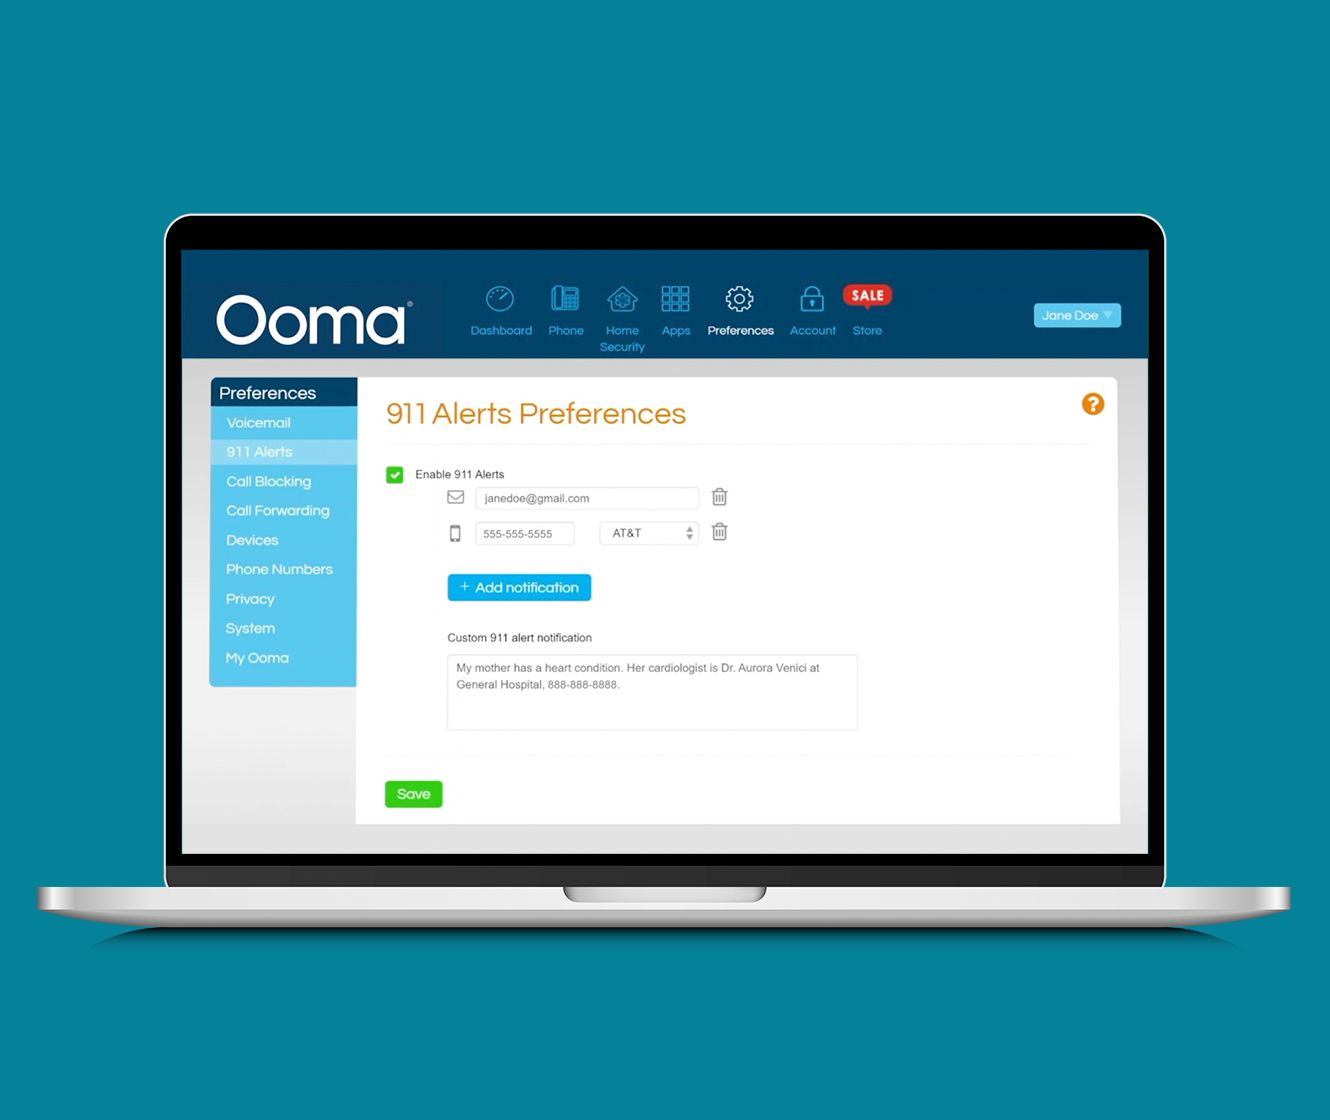 Ooma
Dashboard
Phone
Home
Security
Apps
Preferences
Account
SALE
Store
Jane Doe
Preferences
Voicemail
911 Alerts
Call Blocking
Call Forwarding
Devices
Phone Numbers
Privacy
System
My Ooma
911 Alerts Preferences
?
Enable 911 Alerts
janedoe@gmail.com
555-555-5555
AT&T
+ Add notification
Custom 911 alert notification
My mother has a heart condition. Her cardiologist is Dr. Aurora Venici at
General Hospital, 888-888-8888.
Save